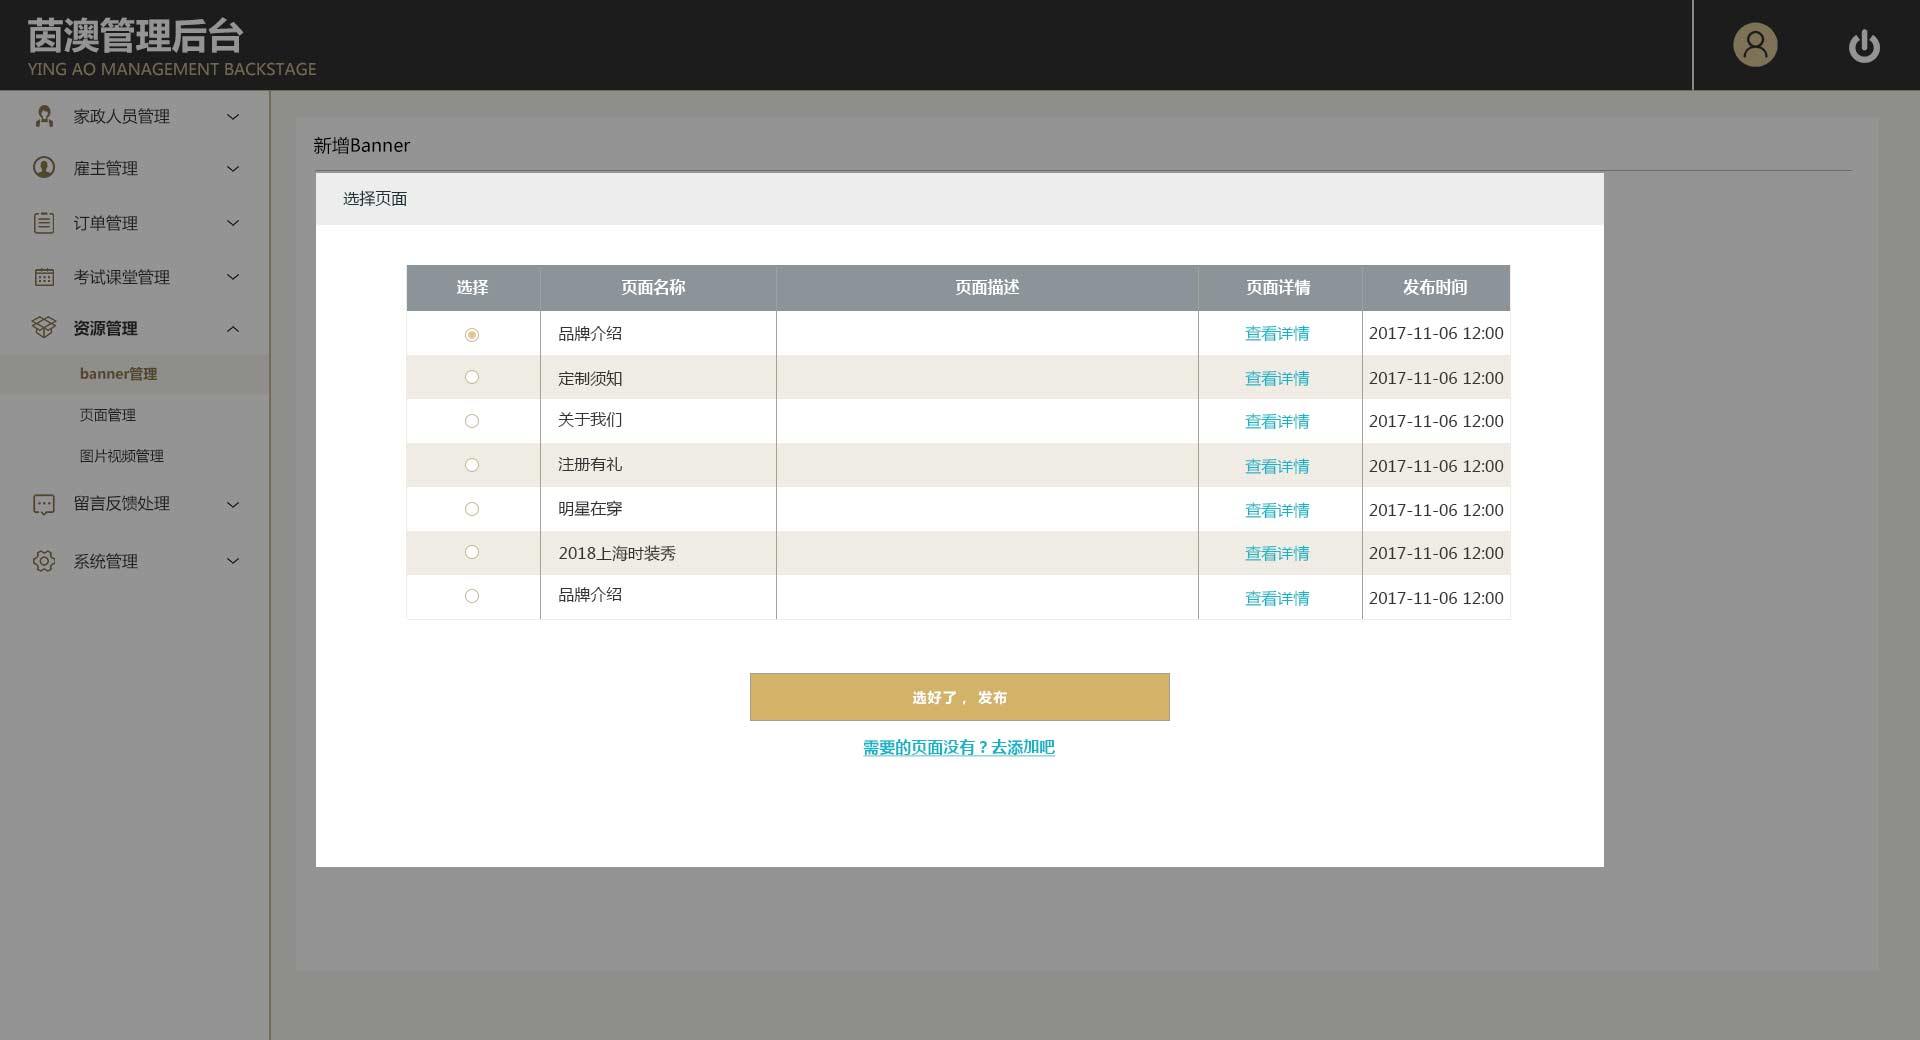 茵澳管理后台
YING AO MANAGEMENT BACKSTAGE
家政人员管理
雇主管理
订单管理
考试课堂管理
资源管理
banner管理
页面管理
图片视频管理
留言反馈处理
系统管理
新增Banner
选择页面
选择 页面名称 页面描述 页面详情 发布时间
品牌介绍 查看详情 2017-11-06 12:00
定制须知 查看详情 2017-11-06 12:00
关于我们 查看详情 2017-11-06 12:00
注册有礼 查看详情 2017-11-06 12:00
明星在穿 查看详情 2017-11-06 12:00
2018上海时装秀 查看详情 2017-11-06 12:00
品牌介绍 查看详情 2017-11-06 12:00
选好了，发布
需要的页面没有？去添加吧